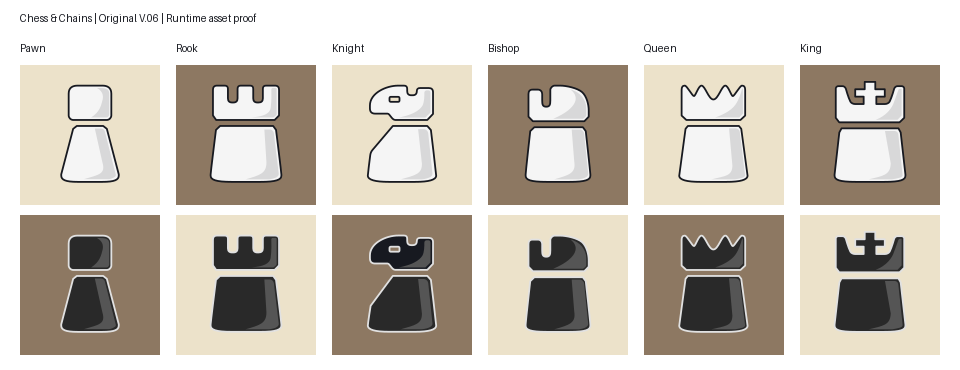 Chess & Chains | Original V.06 | Runtime asset proof
Pawn
Rook
Knight
Bishop
Queen
King